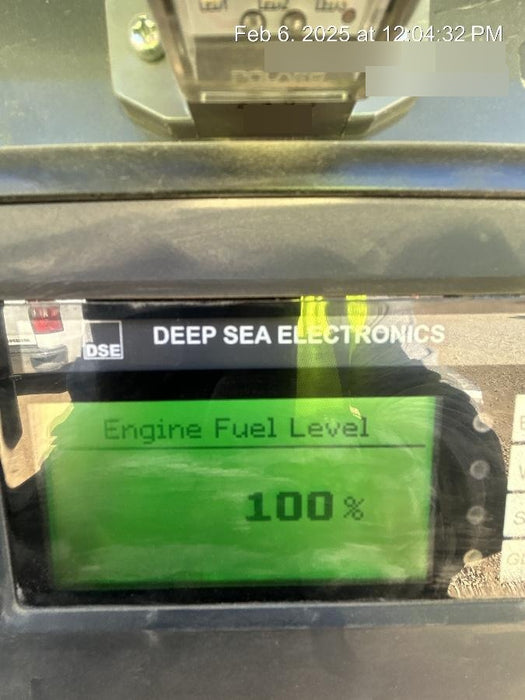 Feb 6, 2025 at 12:04:32 PM
DSE
DEEP SEA ELECTRONICS
Engine Fuel Level
100 %